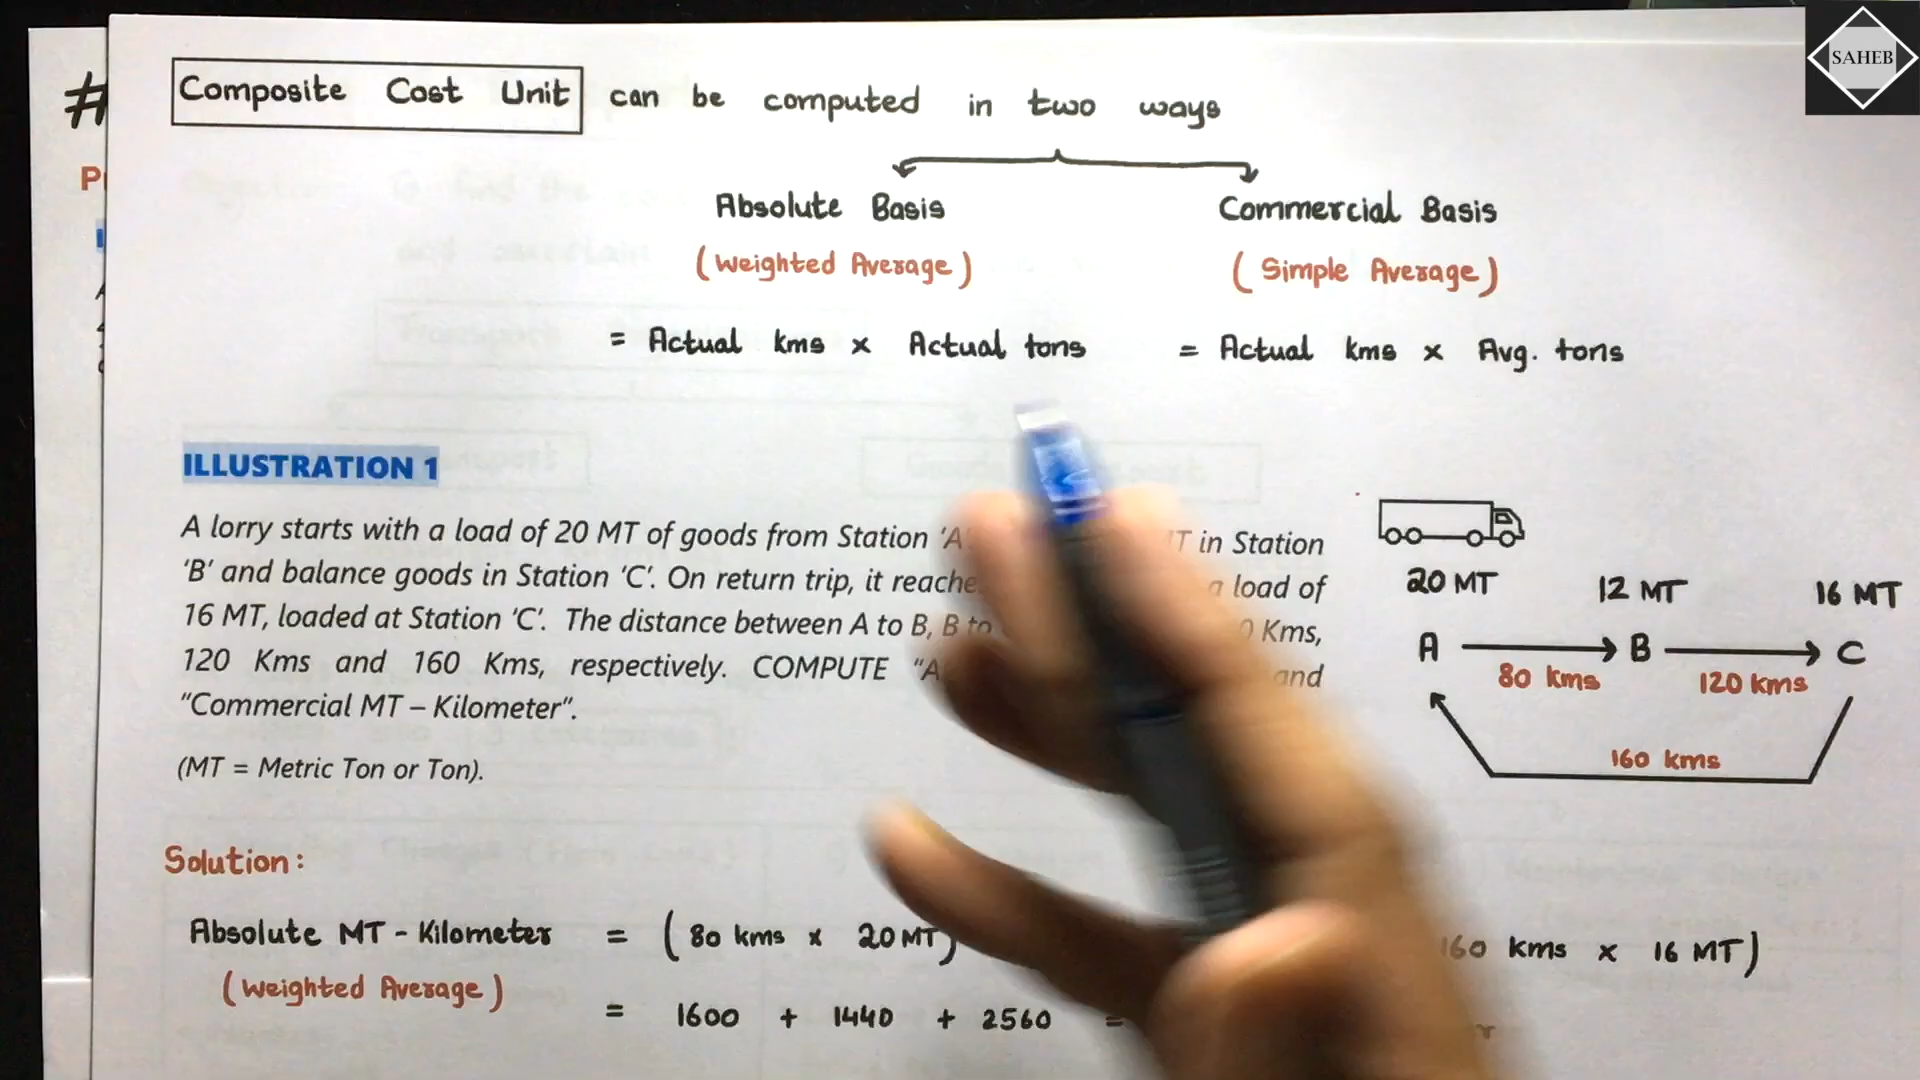 SAHEB
#
Composite Cost Unit can be computed in two ways
Absolute Basis
Commercial Basis
(Weighted Average)
(Simple Average)
= Actual kms x Actual tons
= Actual kms x Avg. tons
ILLUSTRATION 1
A lorry starts with a load of 20 MT of goods from Station 'A' in Station
'B' and balance goods in Station 'C'. On return trip, it a load of
16 MT, loaded at Station 'C'. The distance between A to B, B to Kms,
120 Kms and 160 Kms, respectively. COMPUTE and
"Commercial MT – Kilometer".
(MT = Metric Ton or Ton).
20 MT 12 MT 16 MT
A B C
80 kms 120 kms
160 kms
Solution:
Absolute MT - Kilometer = (80 kms x 20 MT) 160 kms x 16 MT)
(Weighted Average)
= 1600 + 1440 + 2560 =